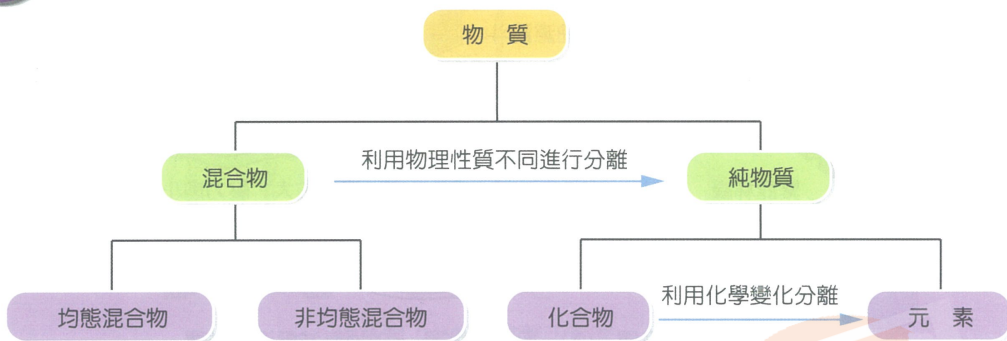 物 質
利用物理性質不同進行分離
混合物
純物質
利用化學變化分離
均態混合物
非均態混合物
化合物
元 素